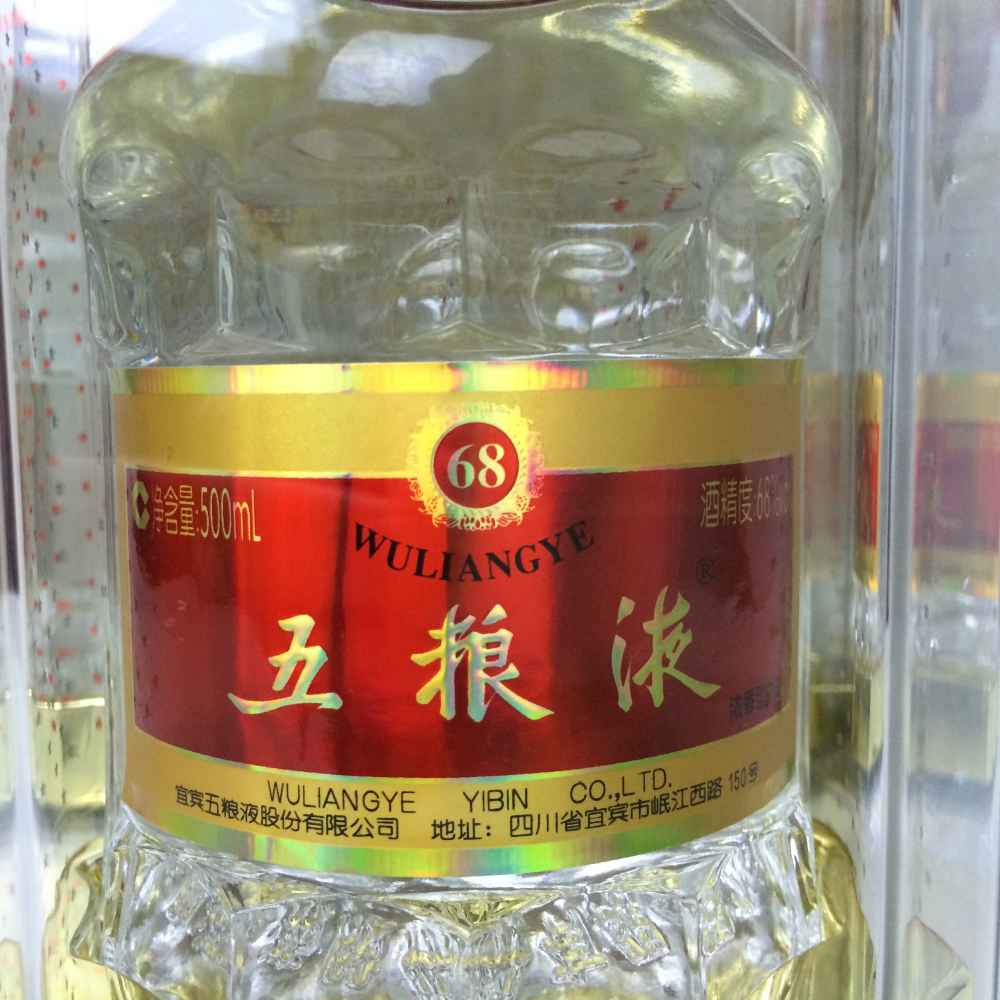 68
净含量:500mL
酒精度:68%
WULIANGYE
®
五粮液
WULIANGYE YIBIN CO.,LTD.
宜宾五粮液股份有限公司 地址：四川省宜宾市岷江西路150号